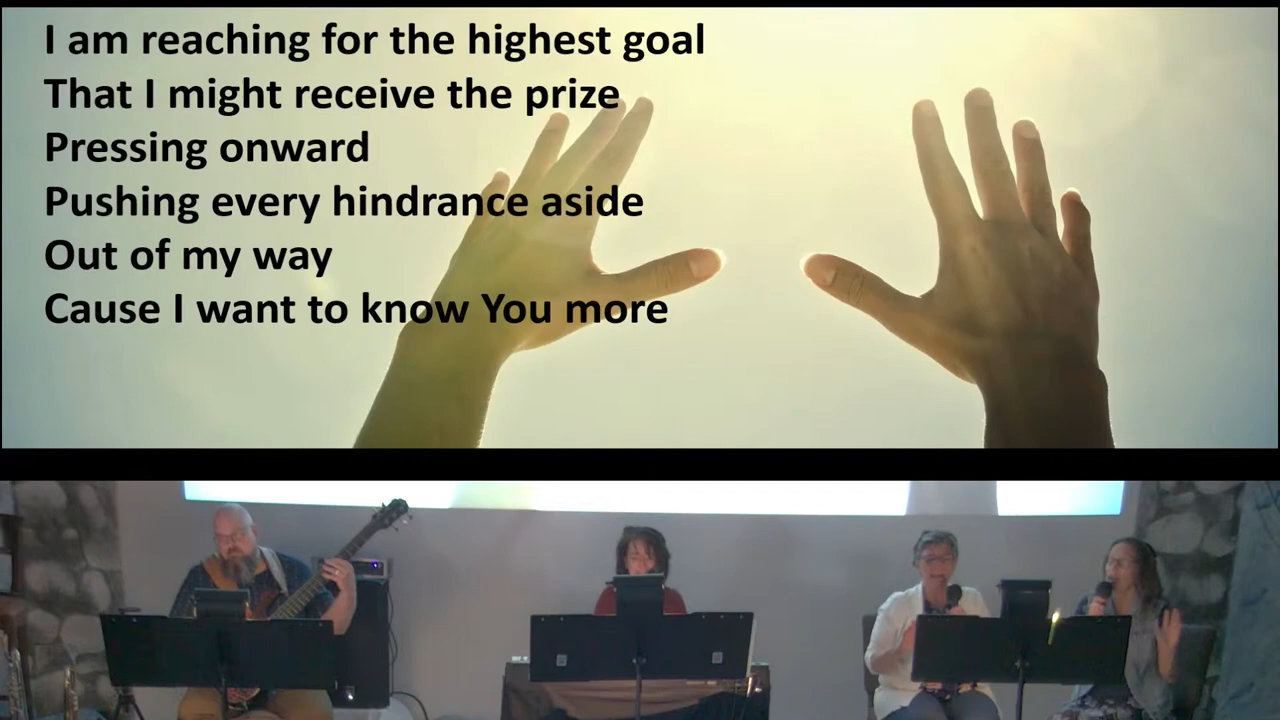 I am reaching for the highest goal
That I might receive the prize
Pressing onward
Pushing every hindrance aside
Out of my way
Cause I want to know You more